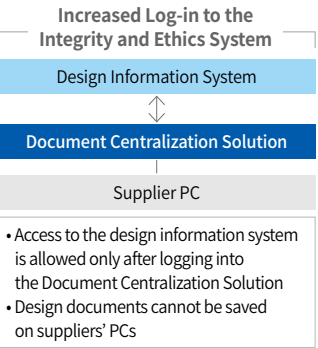 Increased Log-in to the
Integrity and Ethics System
Design Information System
Document Centralization Solution
Supplier PC
• Access to the design information system
is allowed only after logging into
the Document Centralization Solution
• Design documents cannot be saved
on suppliers' PCs